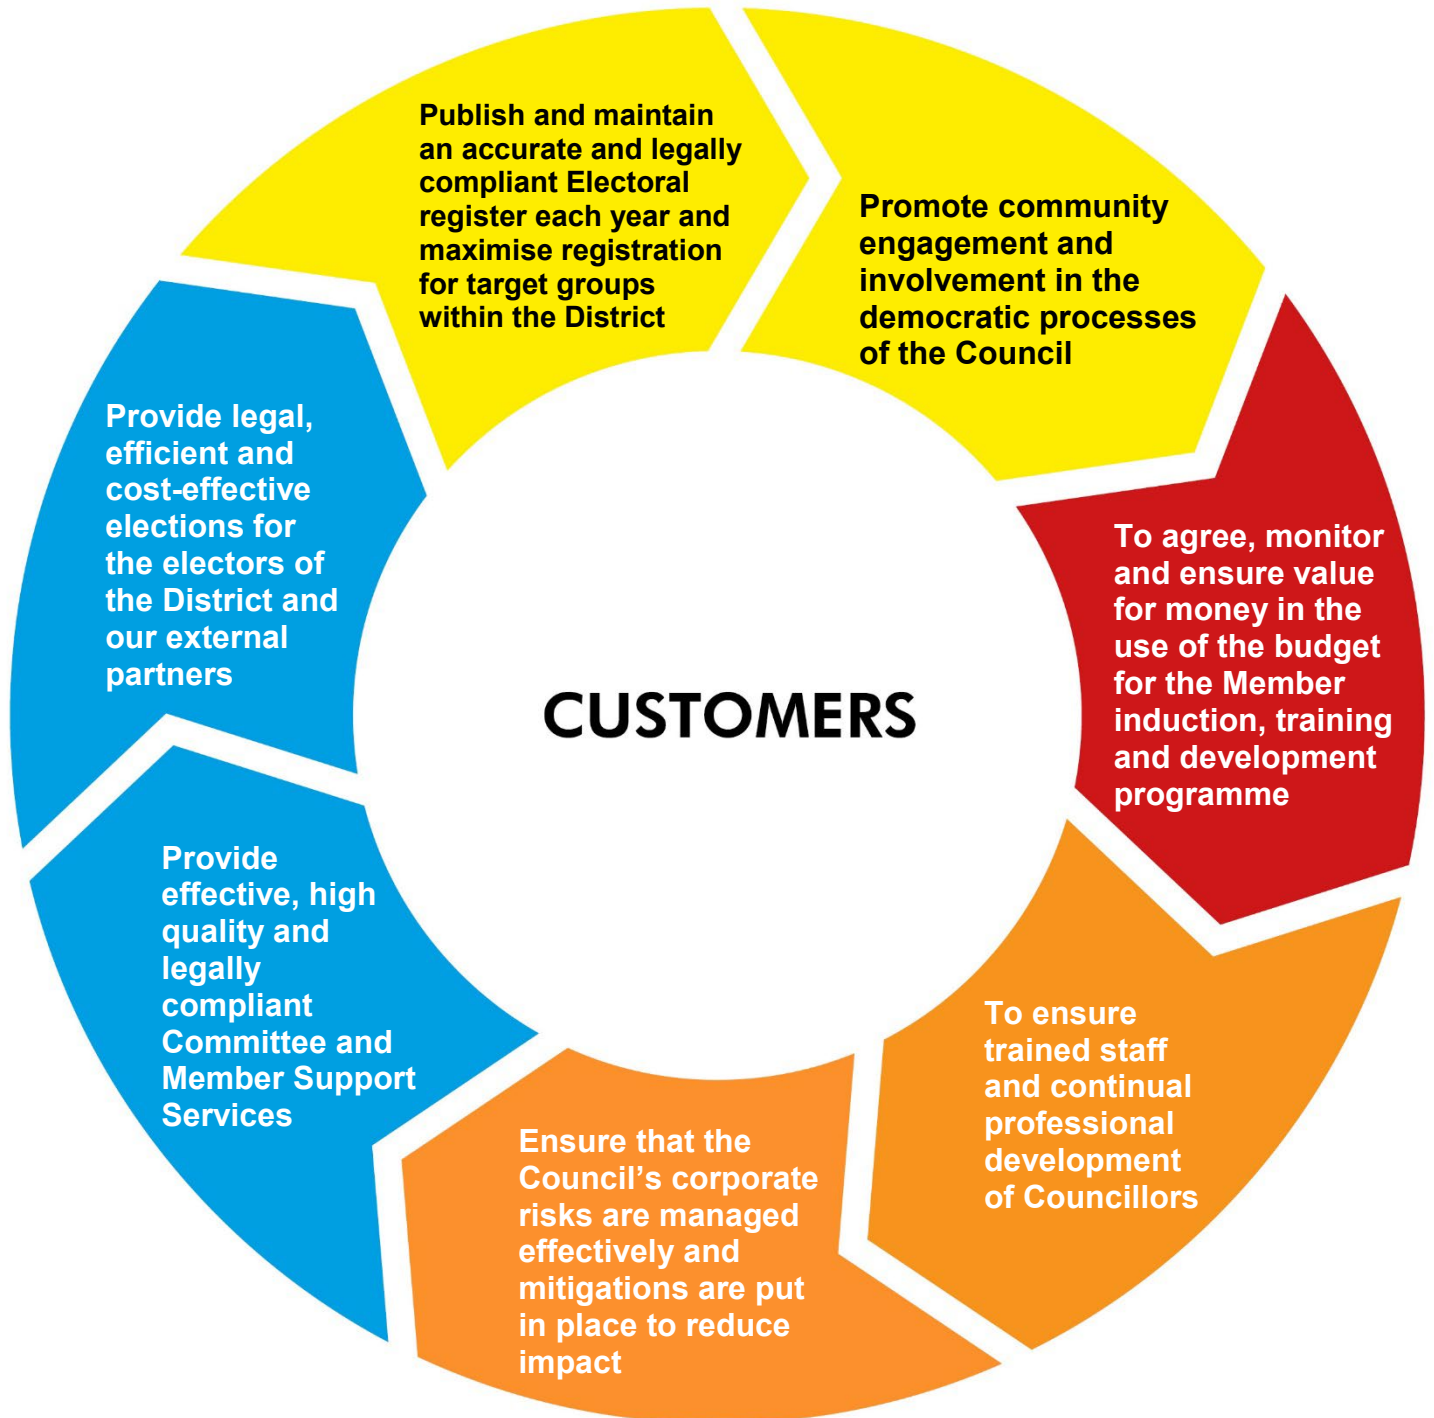 Publish and maintain
an accurate and legally
compliant Electoral
register each year and
maximise registration
for target groups
within the District
Promote community
engagement and
involvement in the
democratic processes
of the Council
To agree, monitor
and ensure value
for money in the
use of the budget
for the Member
induction, training
and development
programme
To ensure
trained staff
and continual
professional
development
of Councillors
Ensure that the
Council’s corporate
risks are managed
effectively and
mitigations are put
in place to reduce
impact
Provide
effective, high
quality and
legally
compliant
Committee and
Member Support
Services
Provide legal,
efficient and
cost-effective
elections for
the electors of
the District and
our external
partners
CUSTOMERS